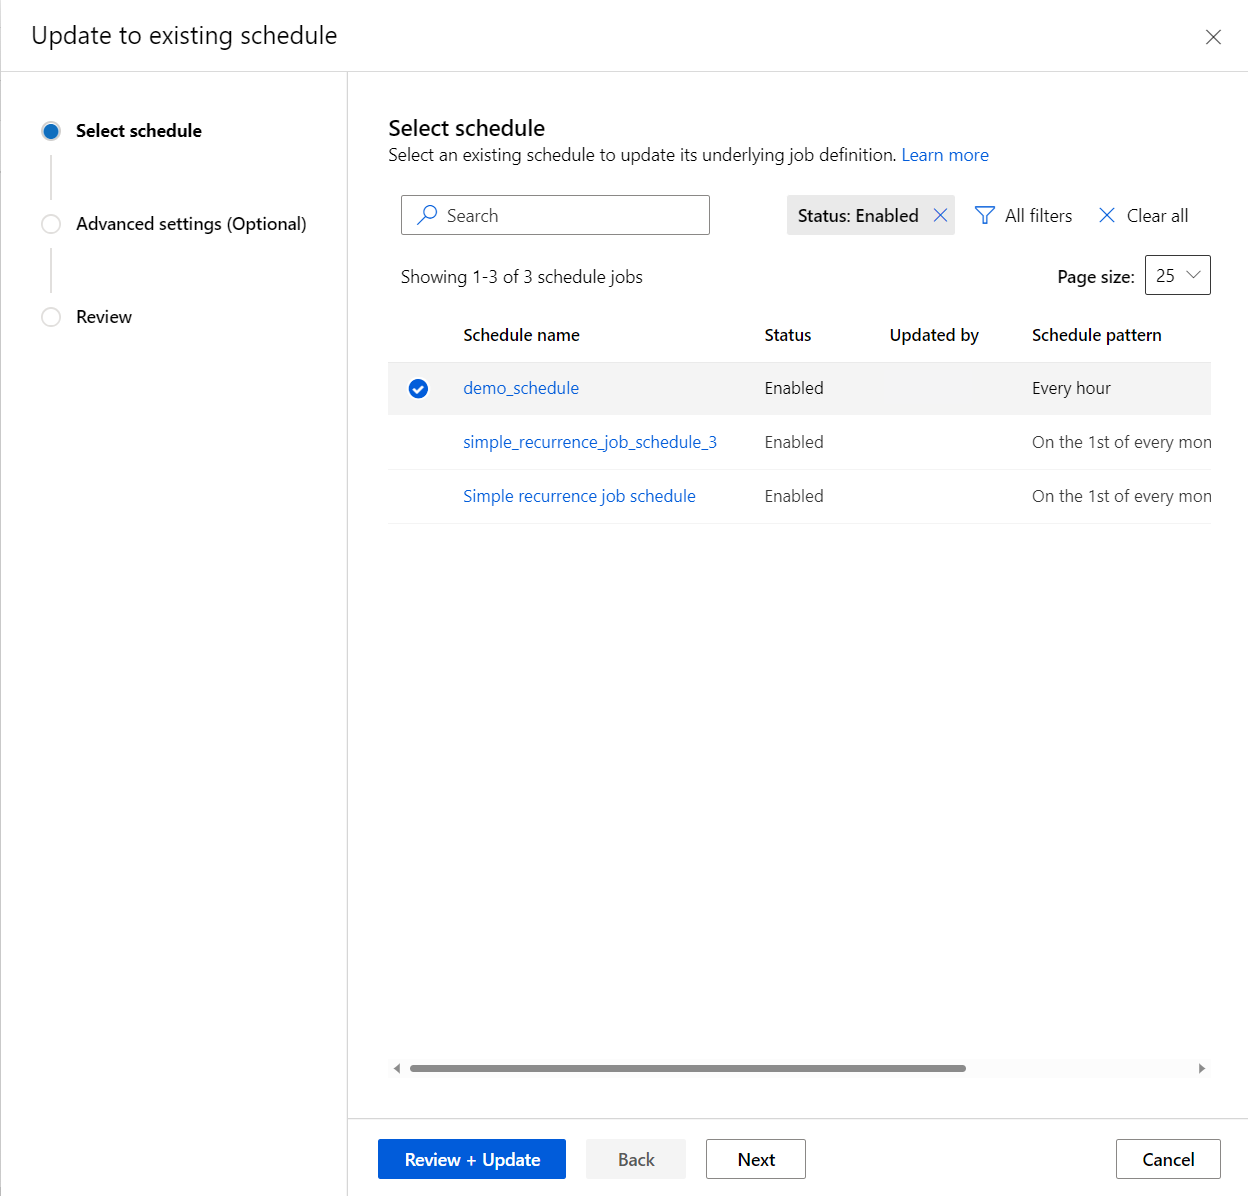 Update to existing schedule
Select schedule
Advanced settings (Optional)
Review
Select schedule
Select an existing schedule to update its underlying job definition. Learn more
Search
Status: Enabled
All filters
Clear all
Showing 1-3 of 3 schedule jobs
Page size: 25
Schedule name Status Updated by Schedule pattern
demo_schedule Enabled Every hour
simple_recurrence_job_schedule_3 Enabled On the 1st of every mon
Simple recurrence job schedule Enabled On the 1st of every mon
Review + Update
Back
Next
Cancel